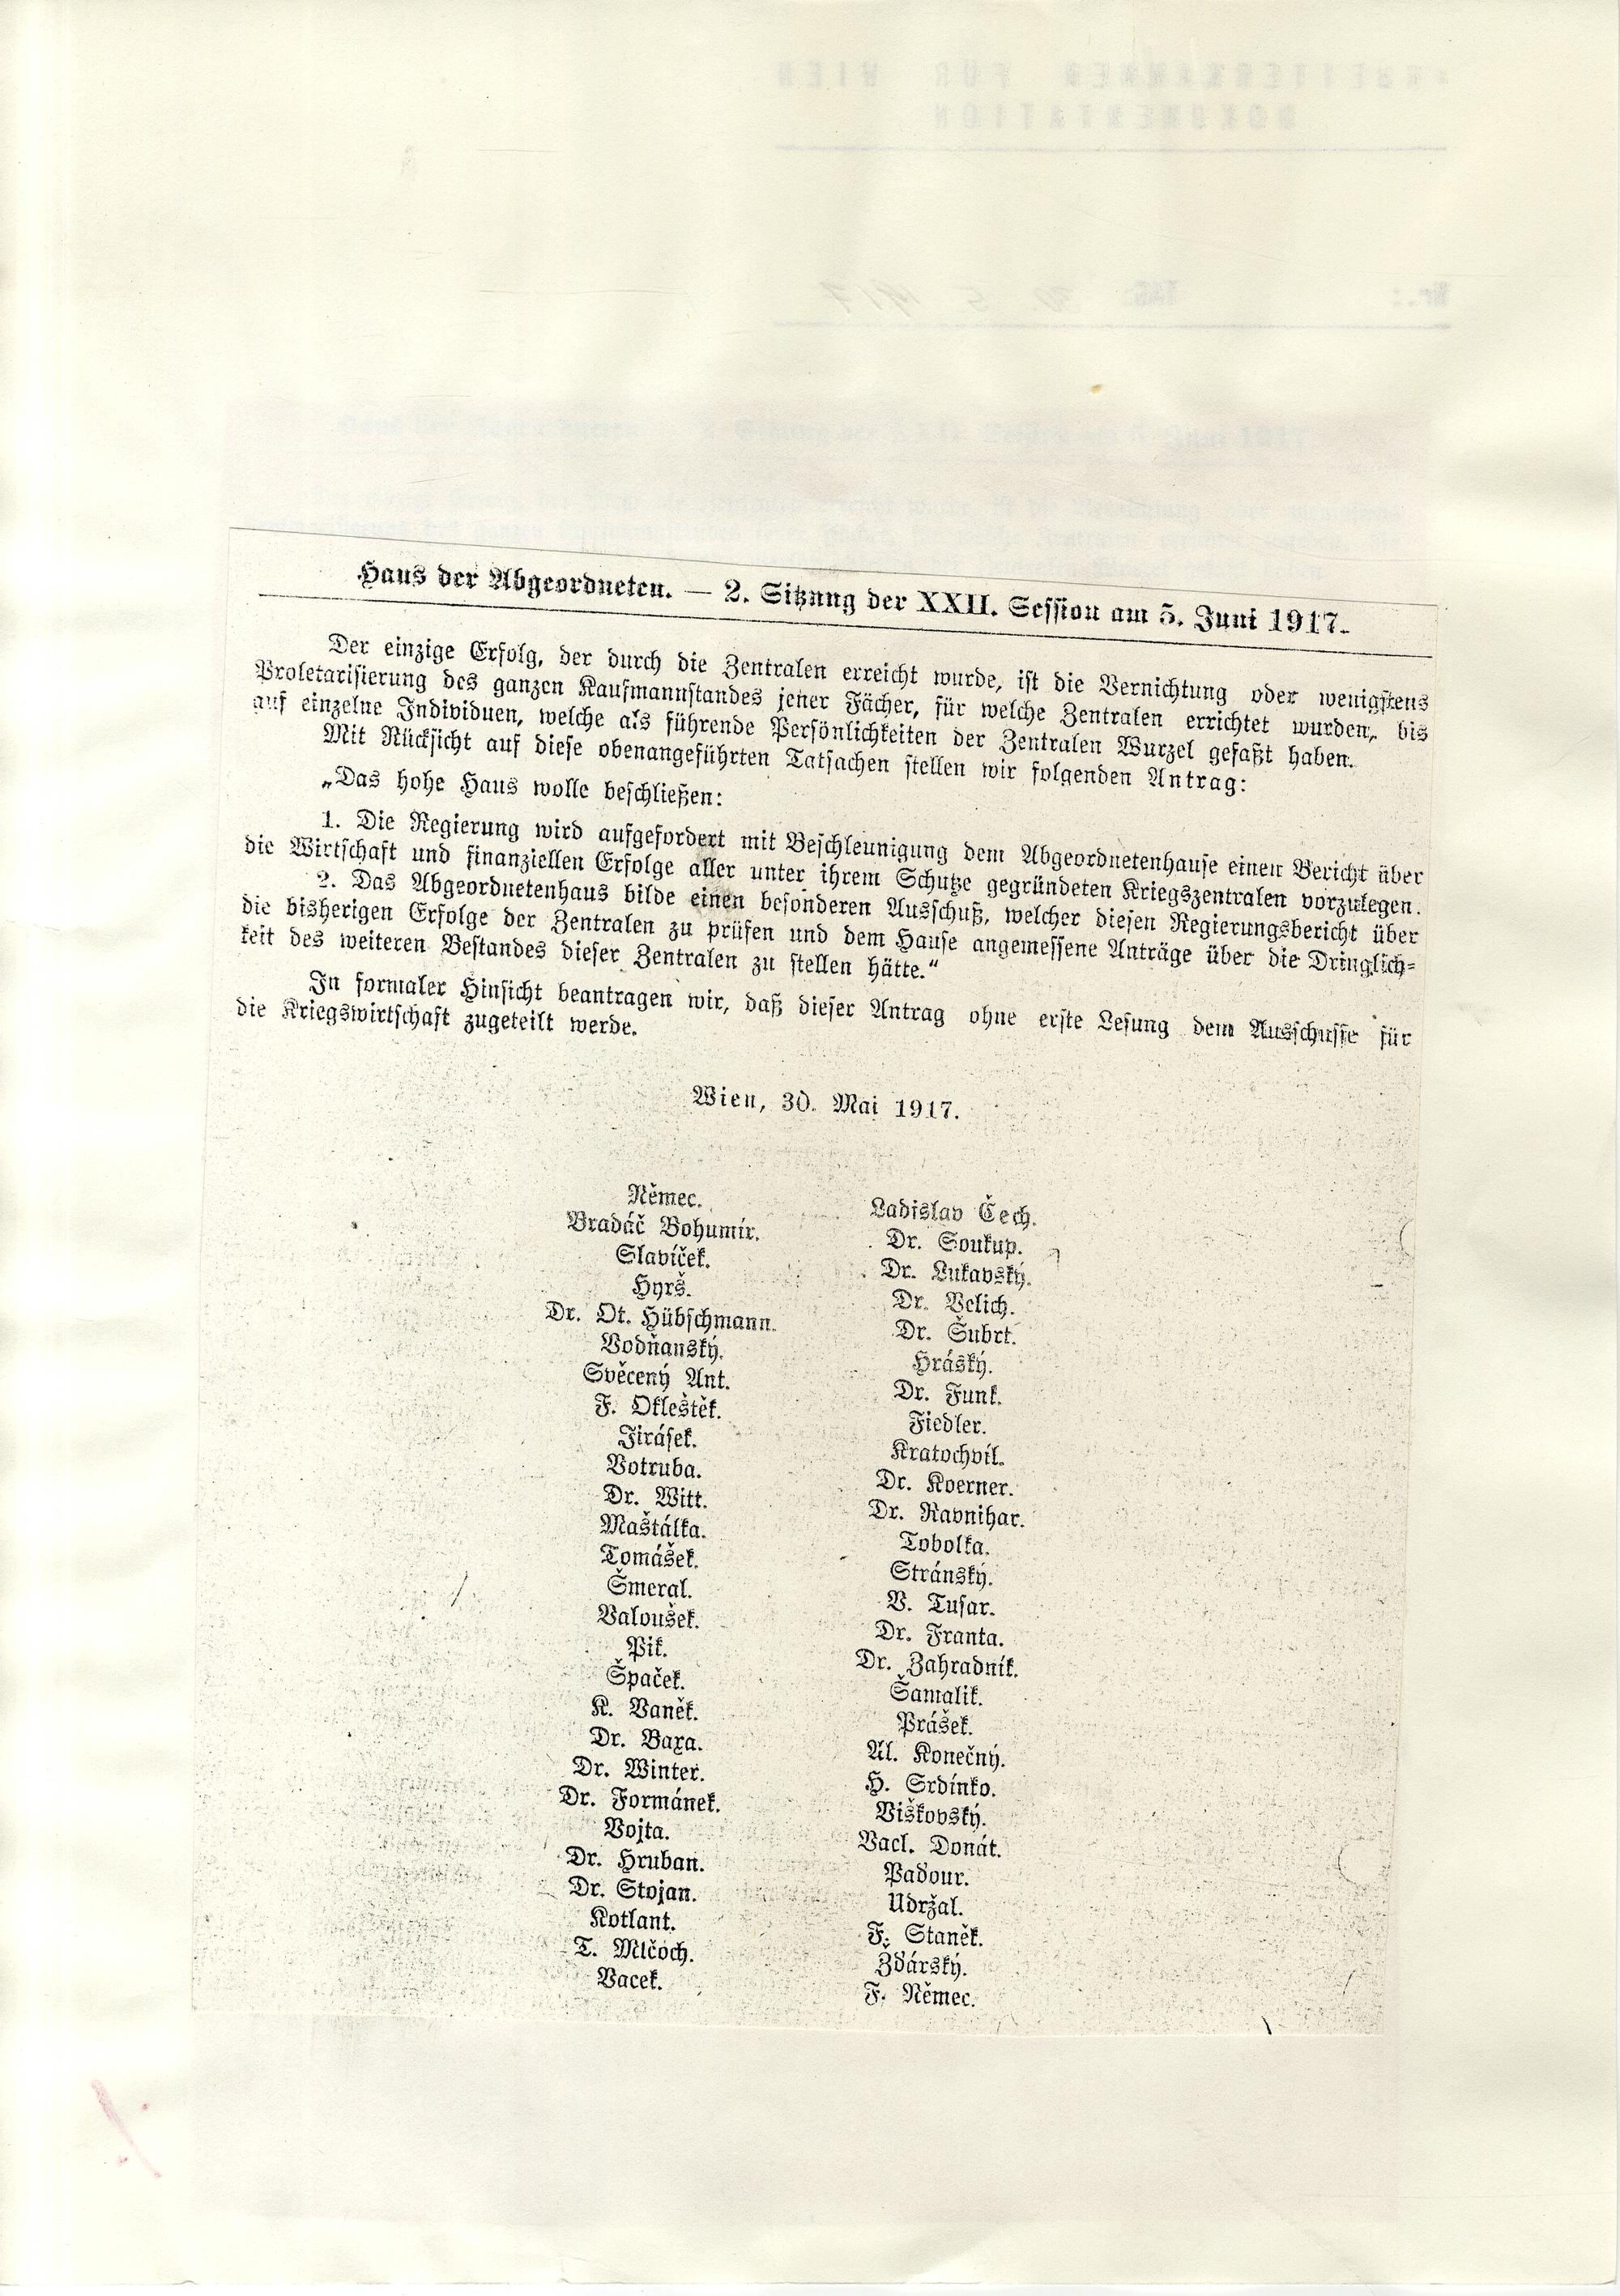 Haus der Abgeordneten. — 2. Sitzung der XXII. Session am 5. Juni 1917.
Der einzige Erfolg, der durch die Zentralen erreicht wurde, ist die Vernichtung oder wenigstens
Proletarisierung des ganzen Kaufmannstandes jener Fächer, für welche Zentralen errichtet wurden, bis
auf einzelne Individuen, welche als führende Persönlichkeiten der Zentralen Wurzel gefaßt haben.
Mit Rücksicht auf diese obenangeführten Tatsachen stellen wir folgenden Antrag:
„Das hohe Haus wolle beschließen:
1. Die Regierung wird aufgefordert mit Beschleunigung dem Abgeordnetenhause einen Bericht über
die Wirtschaft und finanziellen Erfolge aller unter ihrem Schutze gegründeten Kriegszentralen vorzulegen.
2. Das Abgeordnetenhaus bilde einen besonderen Ausschuß, welcher diesen Regierungsbericht über
die bisherigen Erfolge der Zentralen zu prüfen und dem Hause angemessene Anträge über die Dringlich-
keit des weiteren Bestandes dieser Zentralen zu stellen hätte.“
In formaler Hinsicht beantragen wir, daß dieser Antrag ohne erste Lesung dem Ausschusse für
die Kriegswirtschaft zugeteilt werde.
Wien, 30. Mai 1917.
Němec.
Bradáč Bohumír.
Slavíček.
Hyrš.
Dr. Ot. Hübschmann.
Vodňanský.
Svěcený Ant.
F. Okleštěk.
Jirásek.
Votruba.
Dr. Witt.
Maštálka.
Tomášek.
Šmeral.
Valoušek.
Pik.
Špaček.
K. Vaněk.
Dr. Baxa.
Dr. Winter.
Dr. Formánek.
Vojta.
Dr. Hruban.
Dr. Stojan.
Kotlant.
T. Mlčoch.
Vacek.
Ladislav Čech.
Dr. Soukup.
Dr. Lukavský.
Dr. Velich.
Dr. Šubrt.
Hráský.
Dr. Funk.
Fiedler.
Kratochvíl.
Dr. Koerner.
Dr. Ravnihar.
Tobolka.
Stránský.
V. Tusar.
Dr. Franta.
Dr. Zahradník.
Šamalík.
Prášek.
Ul. Konečný.
H. Srdínko.
Viškovský.
Vacl. Donát.
Padour.
Udržal.
F. Staněk.
Žďárský.
F. Němec.